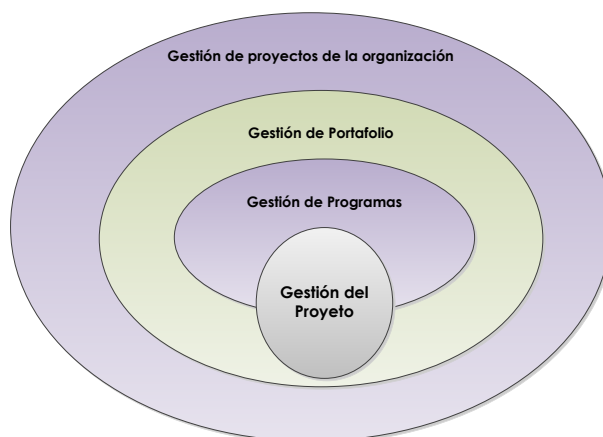 Gestión de proyectos de la organización
Gestión de Portafolio
Gestión de Programas
Gestión del
Proyeto